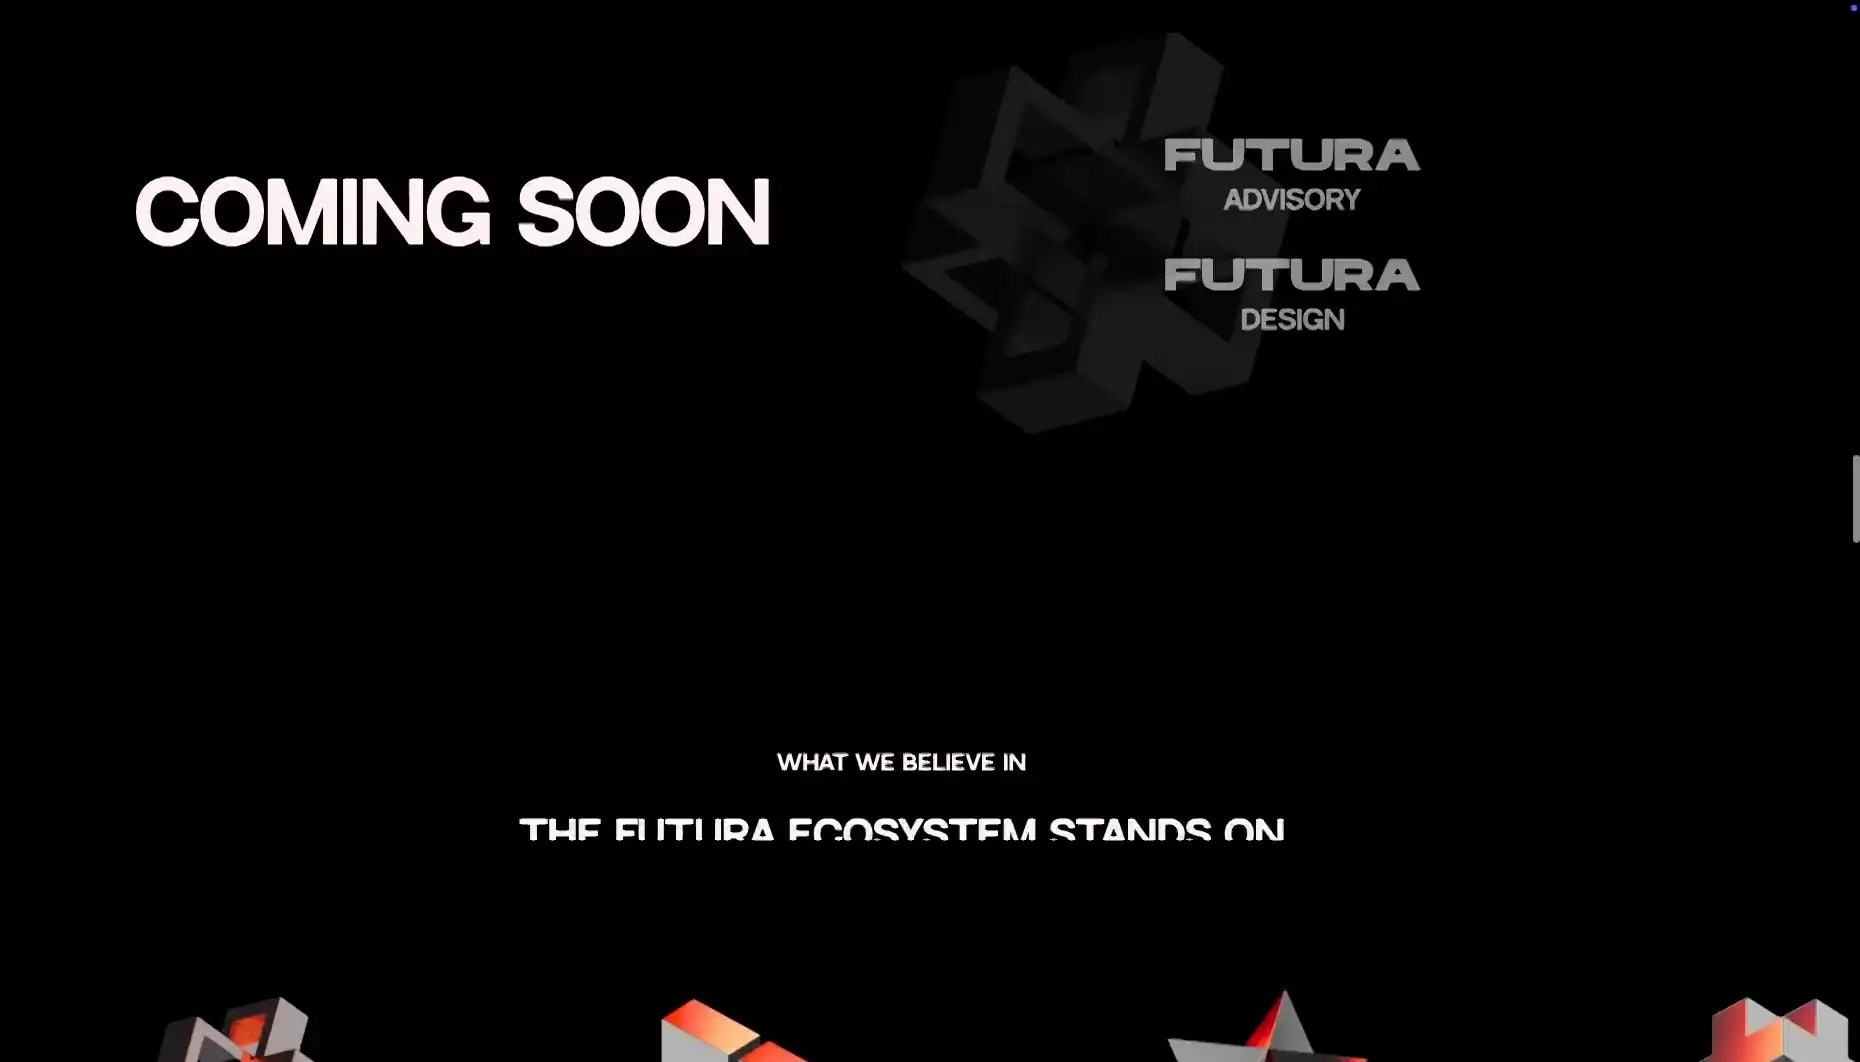 COMING SOON
FUTURA
ADVISORY
FUTURA
DESIGN
WHAT WE BELIEVE IN
THE FUTURA ECOSYSTEM STANDS ON